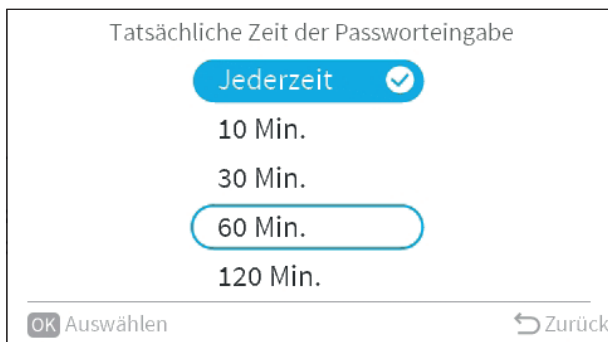 Tatsächliche Zeit der Passworteingabe
Jederzeit
10 Min.
30 Min.
60 Min.
120 Min.
OK Auswählen
Zurück